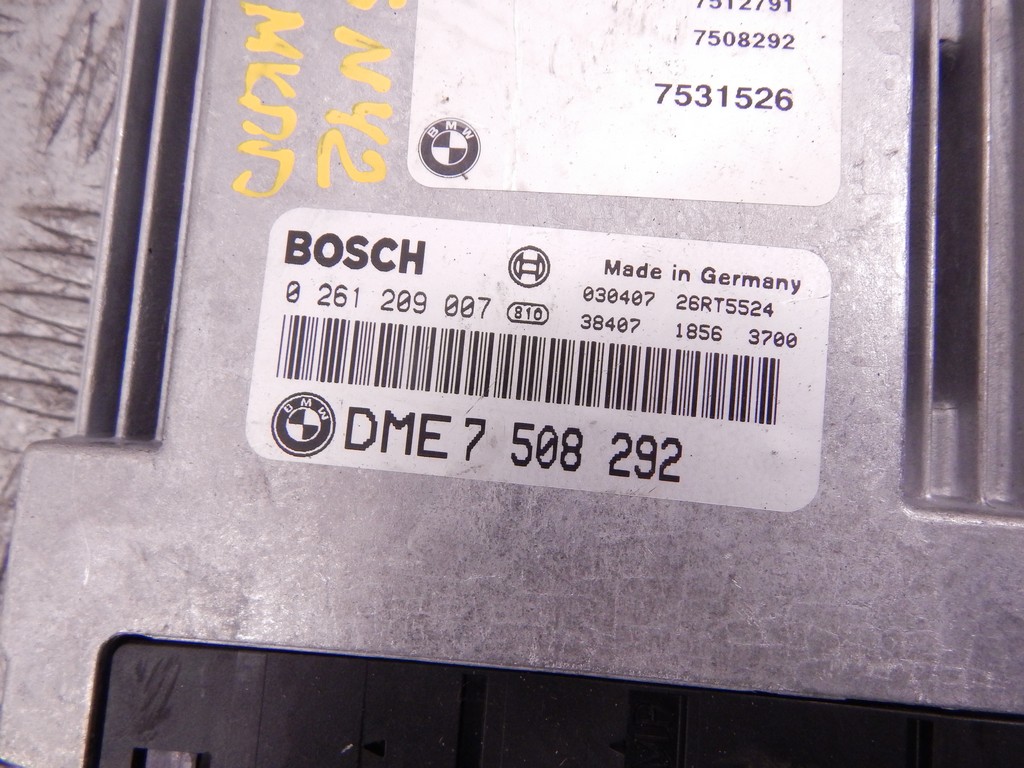 7512791
7508292
7531526
BMW
N42
BOSCH
Made in Germany
0 261 209 007 810 030407 26RT5524
38407 1856 3700
BMW DME 7 508 292